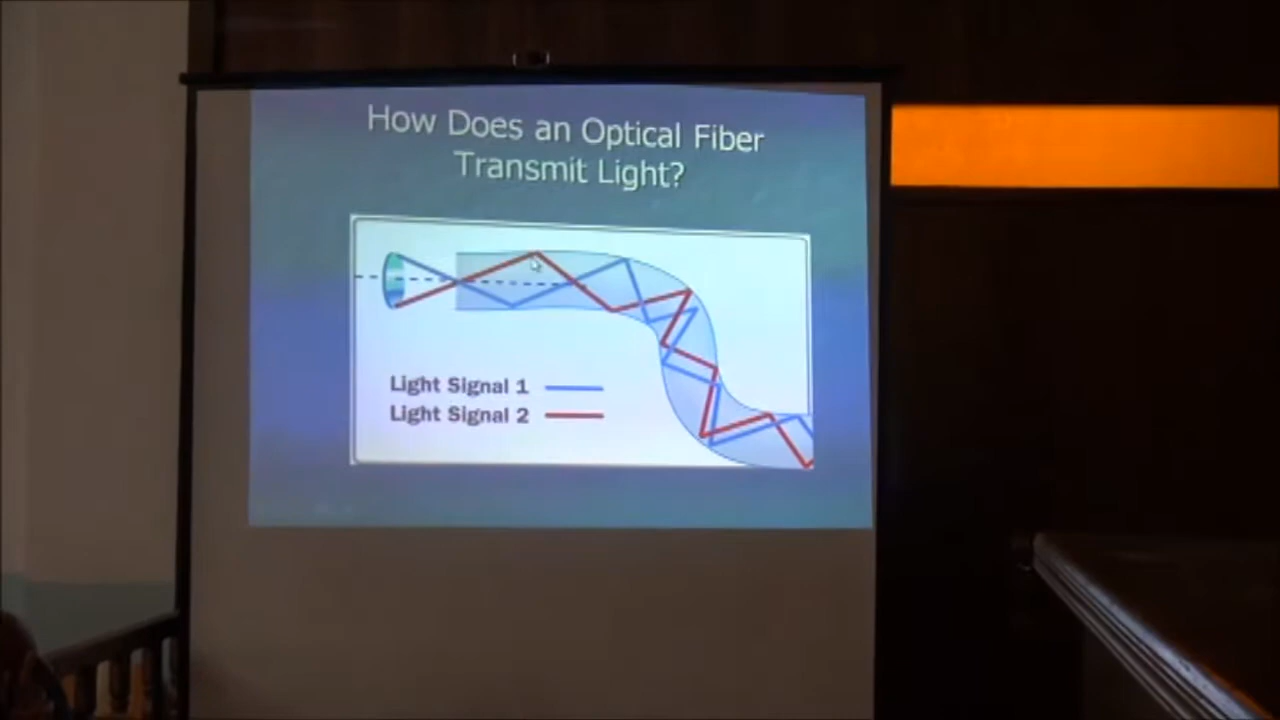 How Does an Optical Fiber
Transmit Light?
Light Signal 1
Light Signal 2